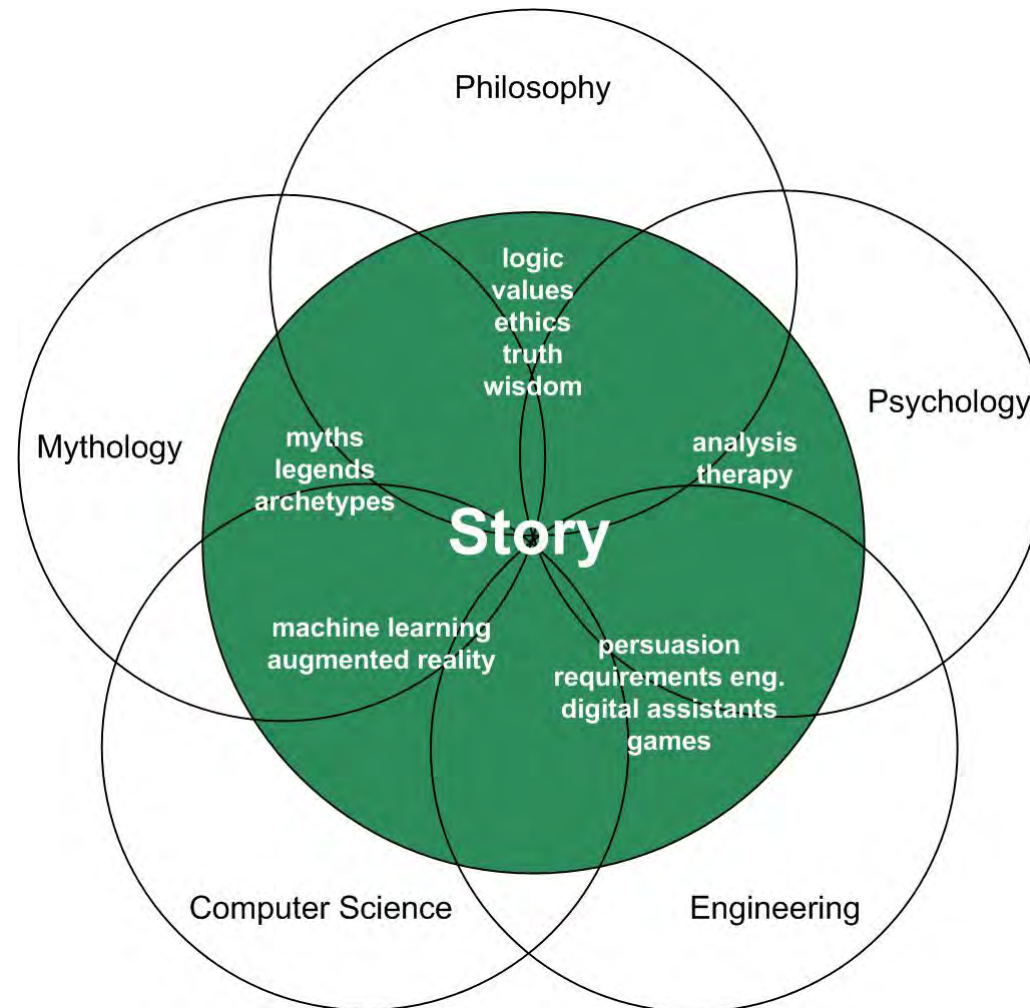 Philosophy
logic
values
ethics
truth
wisdom
Psychology
Mythology
myths
legends
archetypes
analysis
therapy
Story
machine learning
augmented reality
persuasion
requirements eng.
digital assistants
games
Computer Science
Engineering